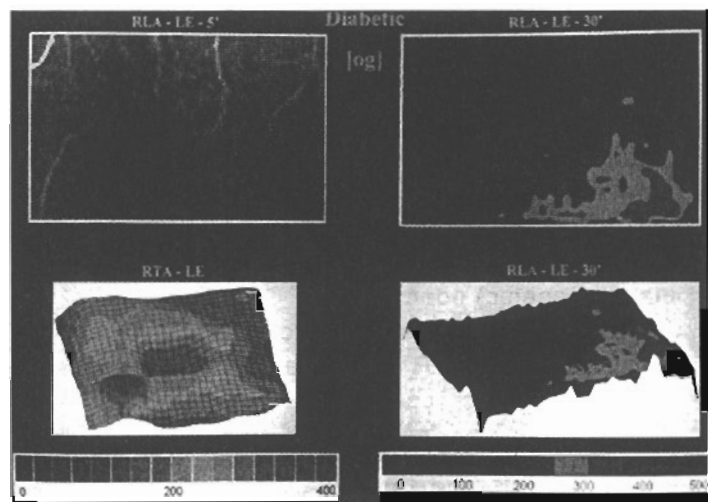 Diabetic
[og]
RLA - LE - 5'
RLA - LE - 30'
RTA - LE
RLA - LE - 30'
0 200 400
0 100 200 300 400 500